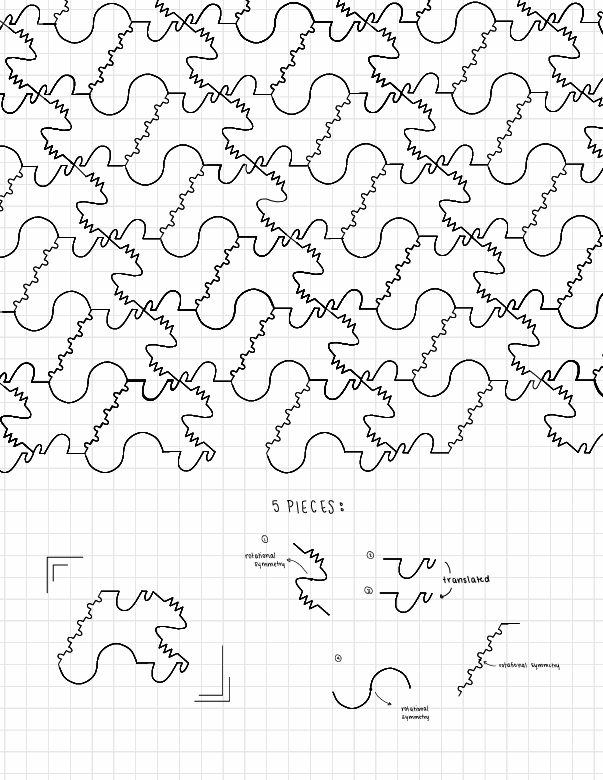 5 PIECES:
①
rotational
symmetry
②
③
translated
④
rotational
symmetry
rotational symmetry